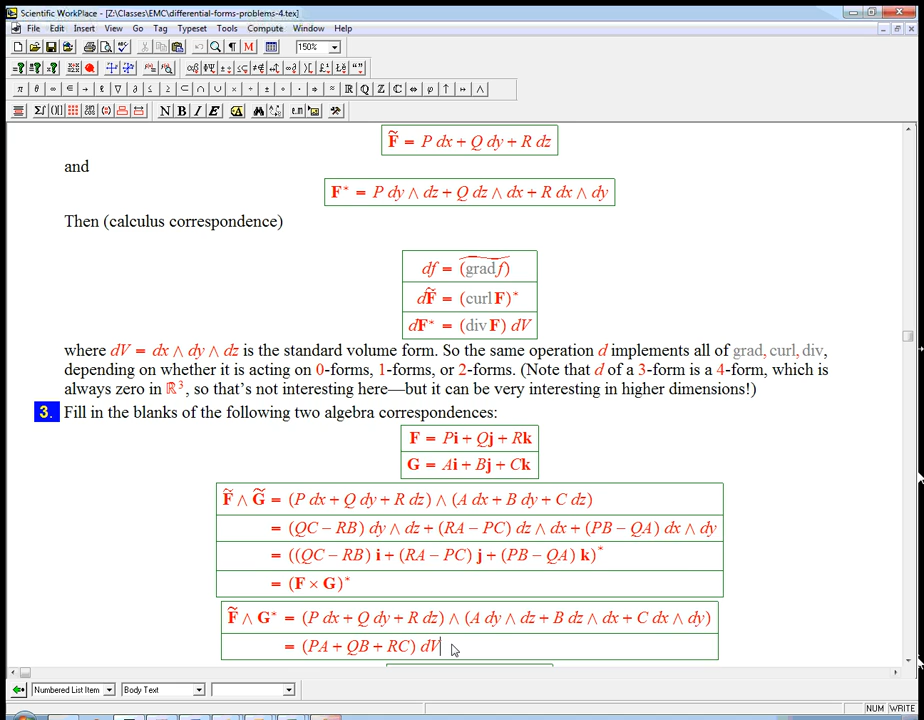 Scientific WorkPlace - [Z:\Classes\EMC\differential-forms-problems-4.tex]
File Edit Insert View Go Tag Typeset Tools Compute Window Help
150%
F̃ = P dx + Q dy + R dz
and
F* = P dy ∧ dz + Q dz ∧ dx + R dx ∧ dy
Then (calculus correspondence)
df = (grad f)
dF̃ = (curl F)*
dF* = (div F) dV
where dV = dx ∧ dy ∧ dz is the standard volume form. So the same operation d implements all of grad, curl, div,
depending on whether it is acting on 0-forms, 1-forms, or 2-forms. (Note that d of a 3-form is a 4-form, which is
always zero in ℝ³, so that's not interesting here—but it can be very interesting in higher dimensions!)
3. Fill in the blanks of the following two algebra correspondences:
F = Pi + Qj + Rk
G = Ai + Bj + Ck
F̃ ∧ G̃ = (P dx + Q dy + R dz) ∧ (A dx + B dy + C dz)
= (QC − RB) dy ∧ dz + (RA − PC) dz ∧ dx + (PB − QA) dx ∧ dy
= ((QC − RB) i + (RA − PC) j + (PB − QA) k)*
= (F × G)*
F̃ ∧ G* = (P dx + Q dy + R dz) ∧ (A dy ∧ dz + B dz ∧ dx + C dx ∧ dy)
= (PA + QB + RC) dV
Numbered List Item Body Text
NUM WRITE